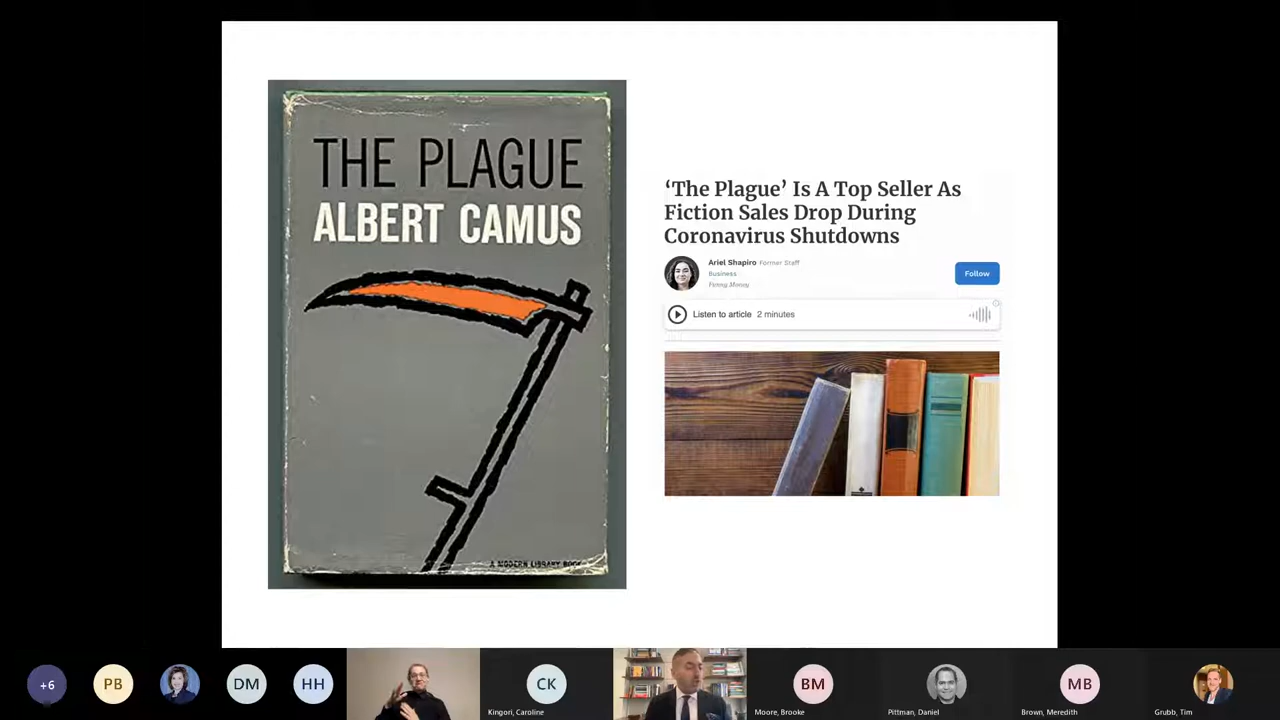 THE PLAGUE
ALBERT CAMUS
A MODERN LIBRARY BOOK
‘The Plague’ Is A Top Seller As
Fiction Sales Drop During
Coronavirus Shutdowns
Ariel Shapiro Former Staff
Business
Follow
Listen to article 2 minutes
+6
PB
DM
HH
CK
Kingori, Caroline
BM
Moore, Brooke
Pittman, Daniel
MB
Brown, Meredith
Grubb, Tim